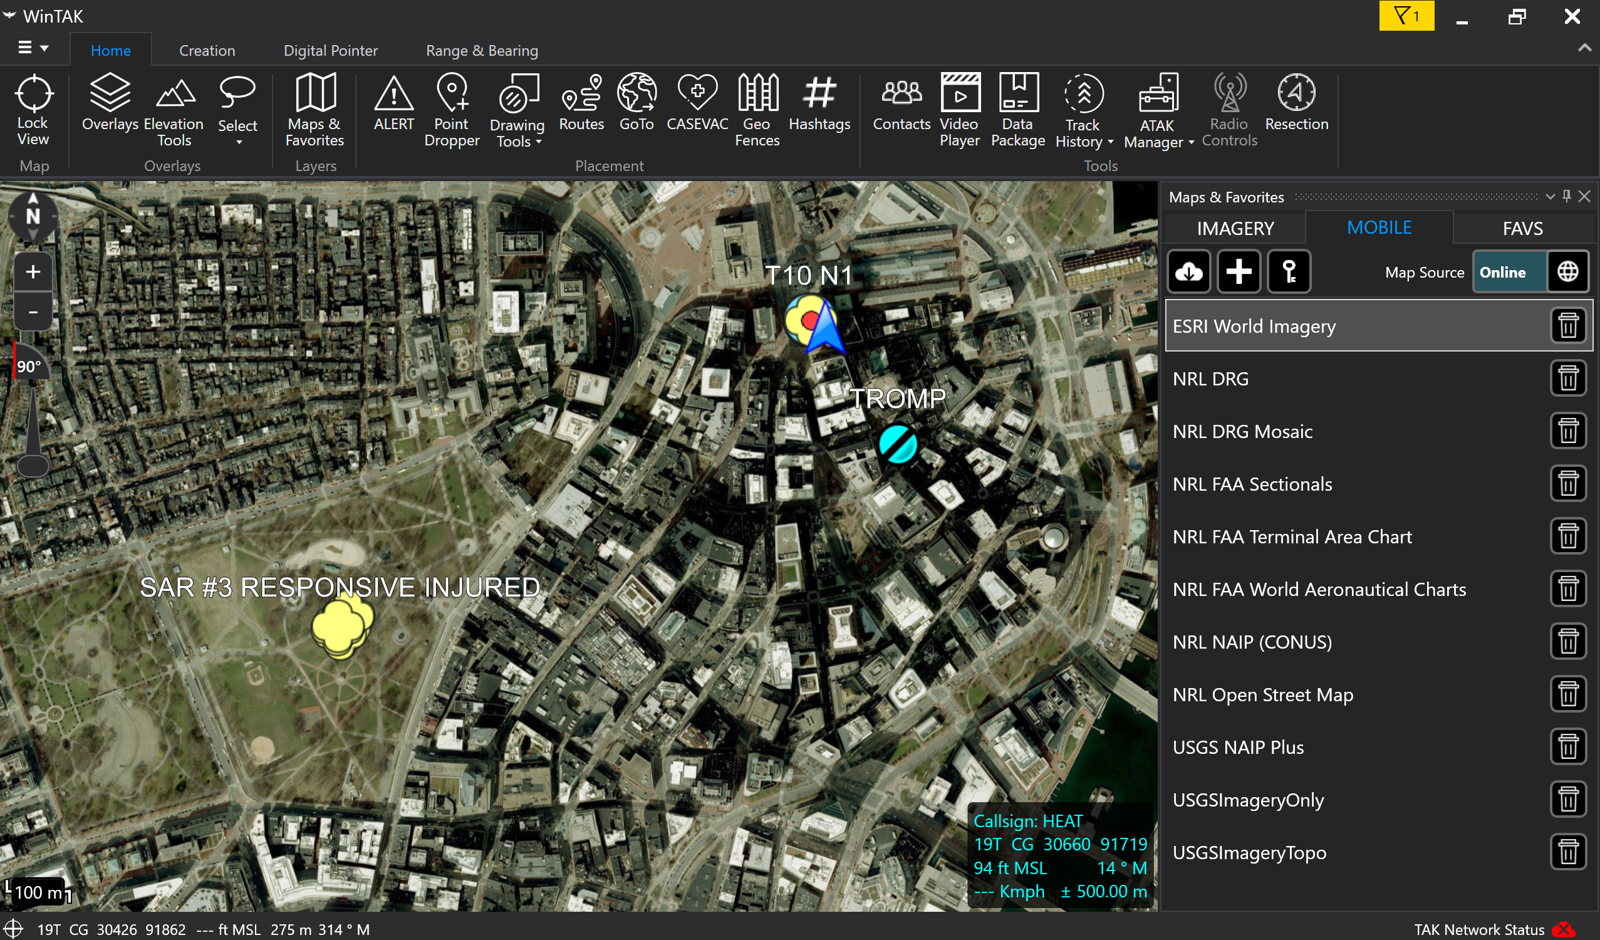 WinTAK
1
Home Creation Digital Pointer Range & Bearing
Lock View
Overlays
Elevation Tools
Select
Maps & Favorites
ALERT
Point Dropper
Drawing Tools
Routes
GoTo
CASEVAC
Geo Fences
Hashtags
Contacts
Video Player
Data Package
Track History
ATAK Manager
Radio Controls
Resection
Map Overlays Layers Placement Tools
N
+
-
90°
T10 N1
TROMP
SAR #3 RESPONSIVE INJURED
Callsign: HEAT
19T CG 30660 91719
94 ft MSL 14 ° M
--- Kmph ± 500.00 m
100 m
Maps & Favorites
IMAGERY MOBILE FAVS
Map Source Online
ESRI World Imagery
NRL DRG
NRL DRG Mosaic
NRL FAA Sectionals
NRL FAA Terminal Area Chart
NRL FAA World Aeronautical Charts
NRL NAIP (CONUS)
NRL Open Street Map
USGS NAIP Plus
USGSImageryOnly
USGSImageryTopo
19T CG 30426 91862 --- ft MSL 275 m 314 ° M
TAK Network Status